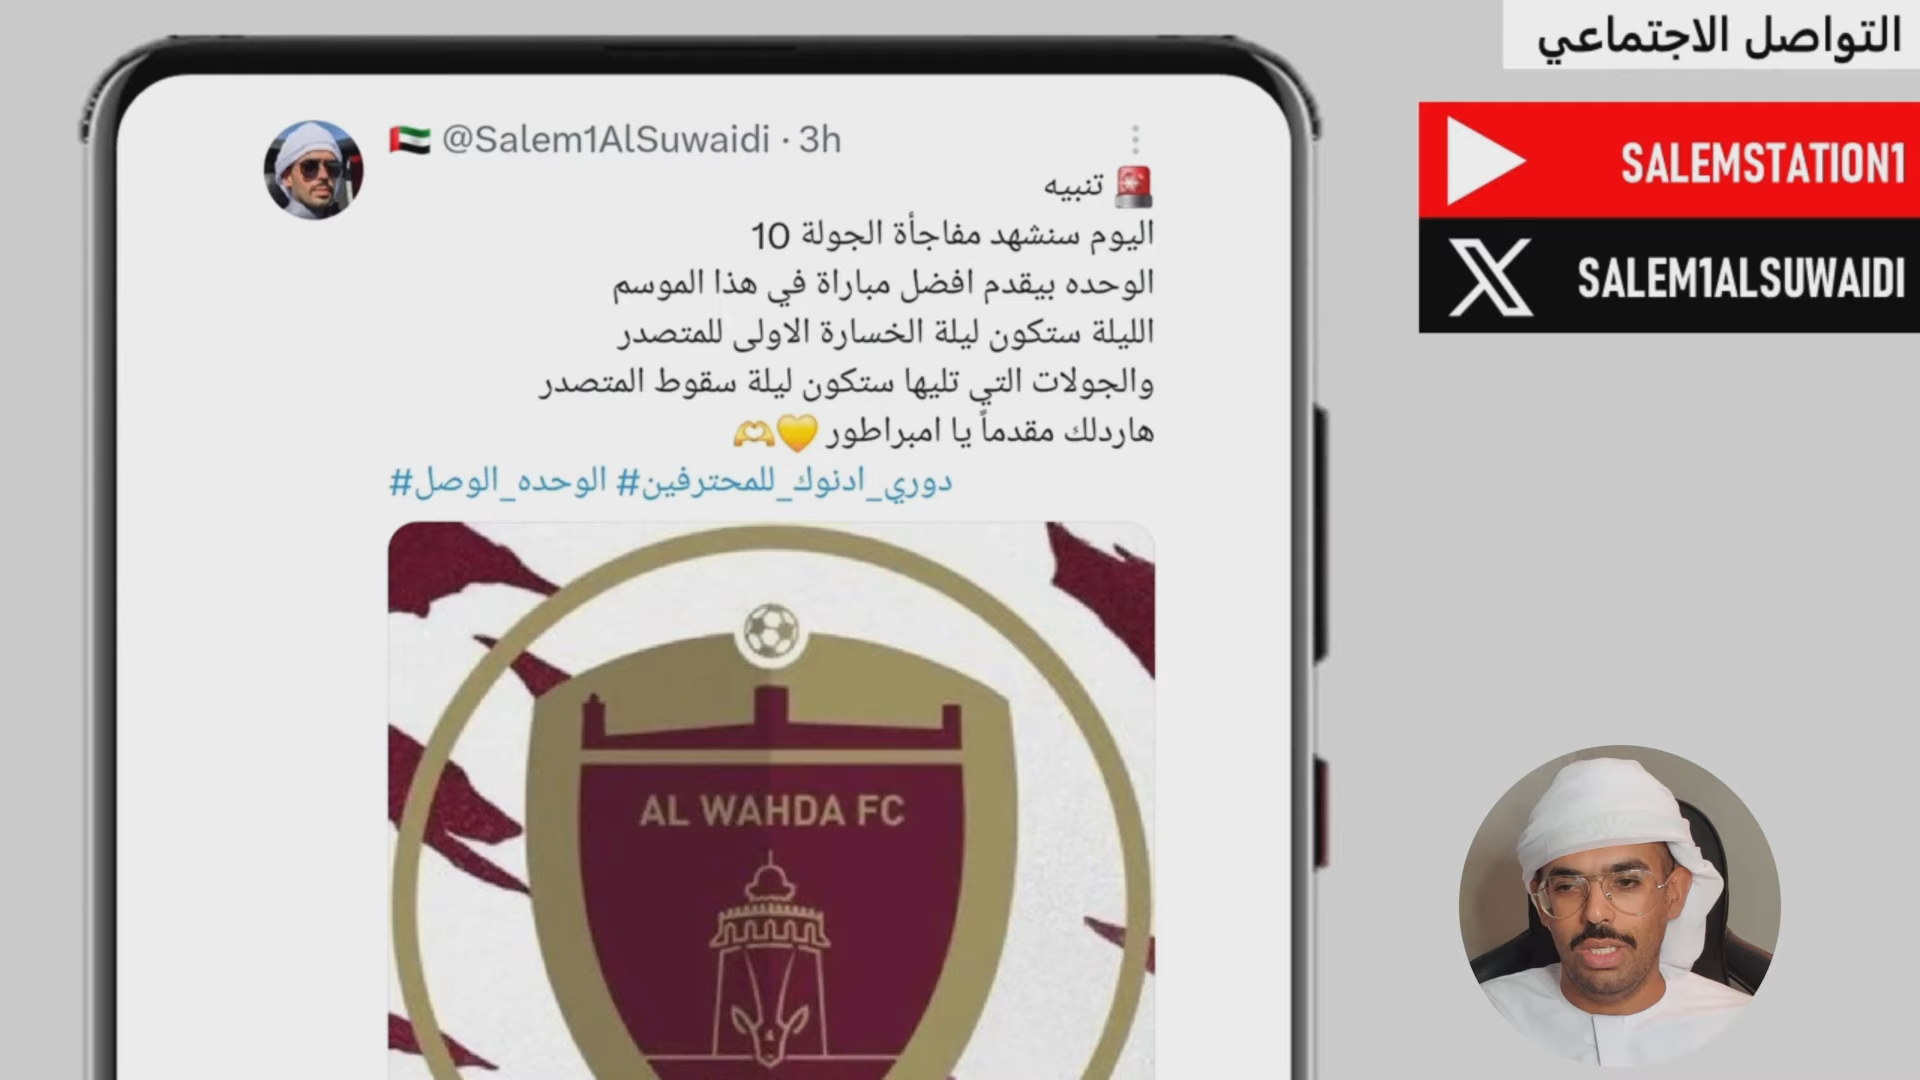 التواصل الاجتماعي
SALEMSTATION1
SALEM1ALSUWAIDI
🇦🇪 @Salem1AlSuwaidi · 3h
🚨 تنبيه
اليوم سنشهد مفاجأة الجولة 10
الوحده بيقدم افضل مباراة في هذا الموسم
الليلة ستكون ليلة الخسارة الاولى للمتصدر
والجولات التي تليها ستكون ليلة سقوط المتصدر
هاردلك مقدماً يا امبراطور 💛🫶
#الوحده_الوصل #دوري_ادنوك_للمحترفين
AL WAHDA FC